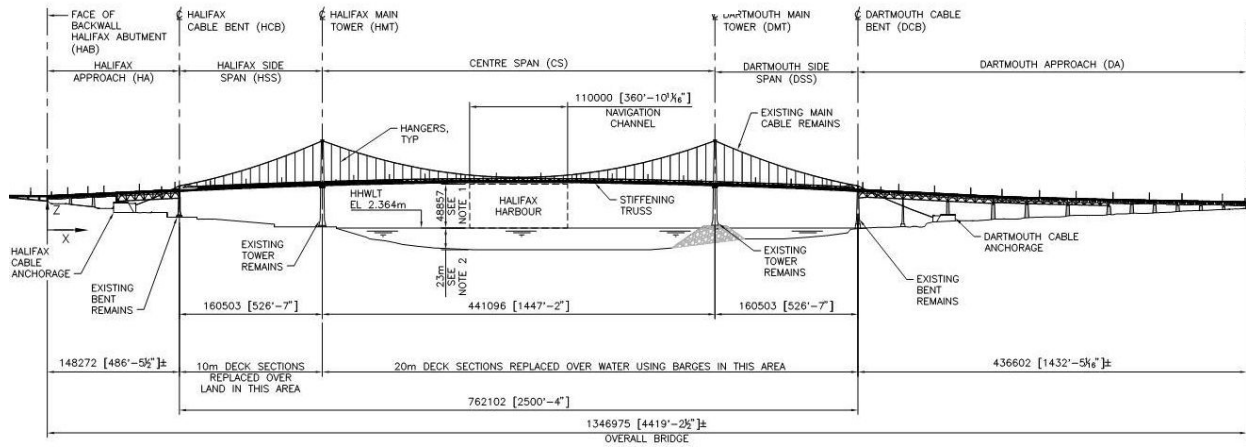 FACE OF
BACKWALL
HALIFAX ABUTMENT
(HAB)
HALIFAX
CABLE BENT (HCB)
HALIFAX MAIN
TOWER (HMT)
DARTMOUTH MAIN
TOWER (DMT)
DARTMOUTH CABLE
BENT (DCB)
HALIFAX
APPROACH (HA)
HALIFAX SIDE
SPAN (HSS)
CENTRE SPAN (CS)
DARTMOUTH SIDE
SPAN (DSS)
DARTMOUTH APPROACH (DA)
110000 [360'-10 11/16"]
NAVIGATION
CHANNEL
HANGERS,
TYP
EXISTING MAIN
CABLE REMAINS
HHWLT
EL 2.364m
48857
SEE
NOTE 1
HALIFAX
HARBOUR
STIFFENING
TRUSS
Z
X
HALIFAX
CABLE
ANCHORAGE
EXISTING
BENT
REMAINS
EXISTING
TOWER
REMAINS
23m
SEE
NOTE 2
EXISTING
TOWER
REMAINS
DARTMOUTH CABLE
ANCHORAGE
EXISTING
BENT
REMAINS
160503 [526'-7"]
441096 [1447'-2"]
160503 [526'-7"]
148272 [486'-5½"]±
10m DECK SECTIONS
REPLACED OVER
LAND IN THIS AREA
20m DECK SECTIONS REPLACED OVER WATER USING BARGES IN THIS AREA
436602 [1432'-5 5/16"]±
762102 [2500'-4"]
1346975 [4419'-2½"]±
OVERALL BRIDGE